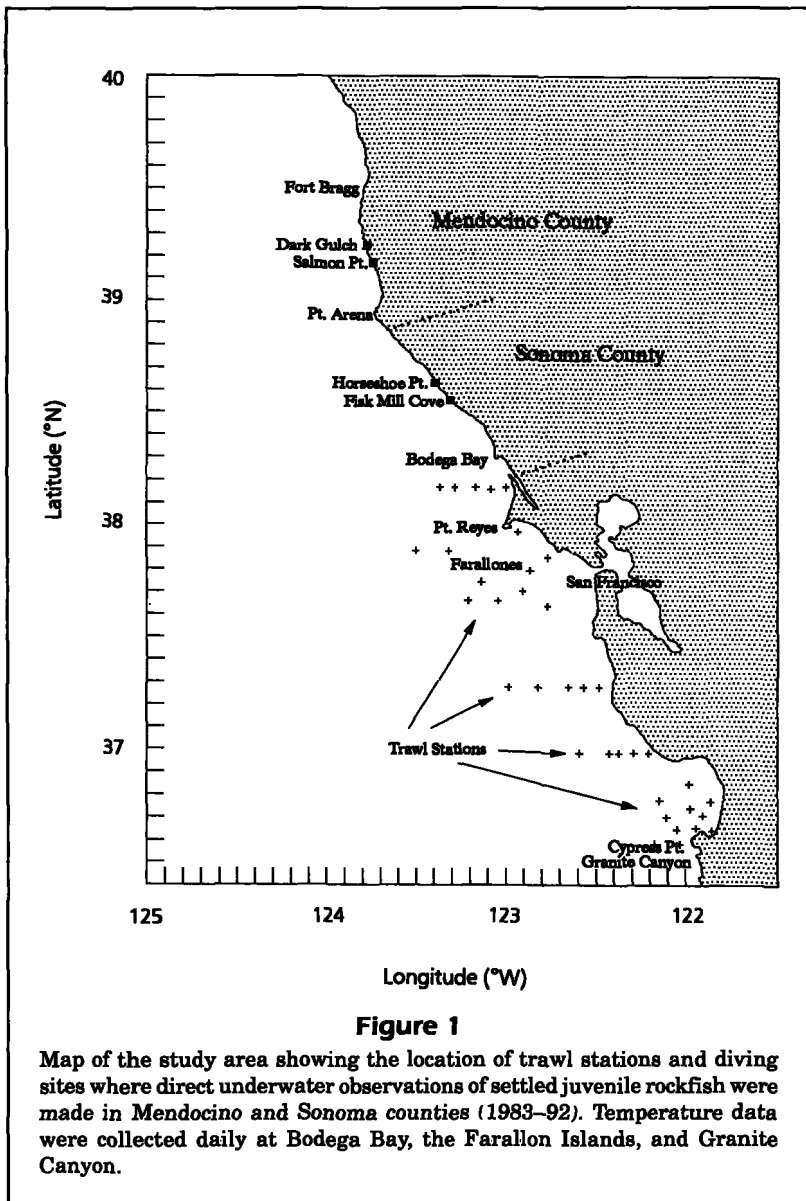 40
Fort Bragg
Mendocino County
Dark Gulch
Salmon Pt.
39
Pt. Arena
Sonoma County
Horseshoe Pt.
Fisk Mill Cove
Latitude (°N)
Bodega Bay
38
Pt. Reyes
Farallones
San Francisco
37
Trawl Stations
Cypress Pt.
Granite Canyon
125 124 123 122
Longitude (°W)
Figure 1
Map of the study area showing the location of trawl stations and diving
sites where direct underwater observations of settled juvenile rockfish were
made in Mendocino and Sonoma counties (1983–92). Temperature data
were collected daily at Bodega Bay, the Farallon Islands, and Granite
Canyon.